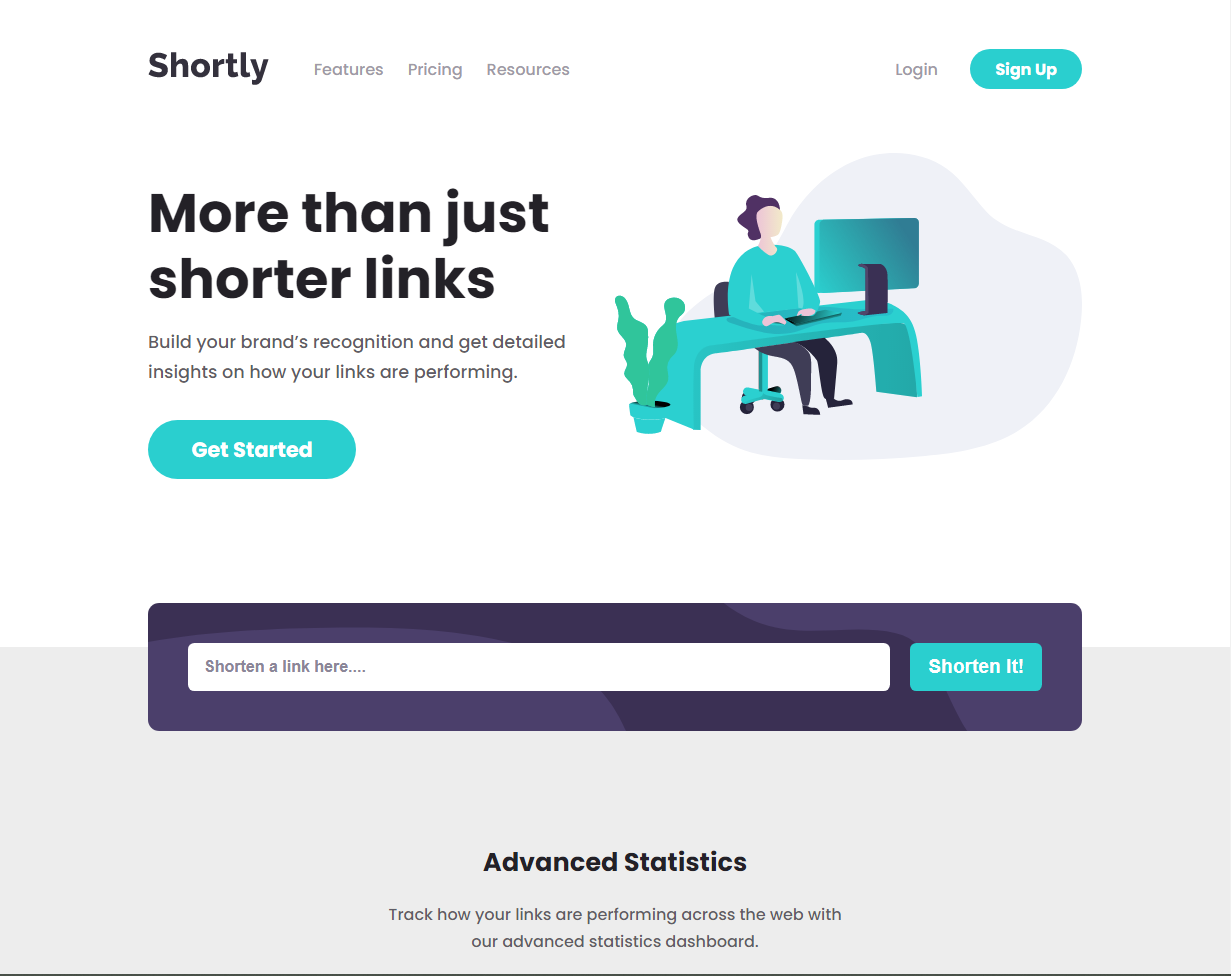 Shortly
Features Pricing Resources
Login
Sign Up
More than just
shorter links
Build your brand’s recognition and get detailed
insights on how your links are performing.
Get Started
Shorten a link here....
Shorten It!
Advanced Statistics
Track how your links are performing across the web with
our advanced statistics dashboard.